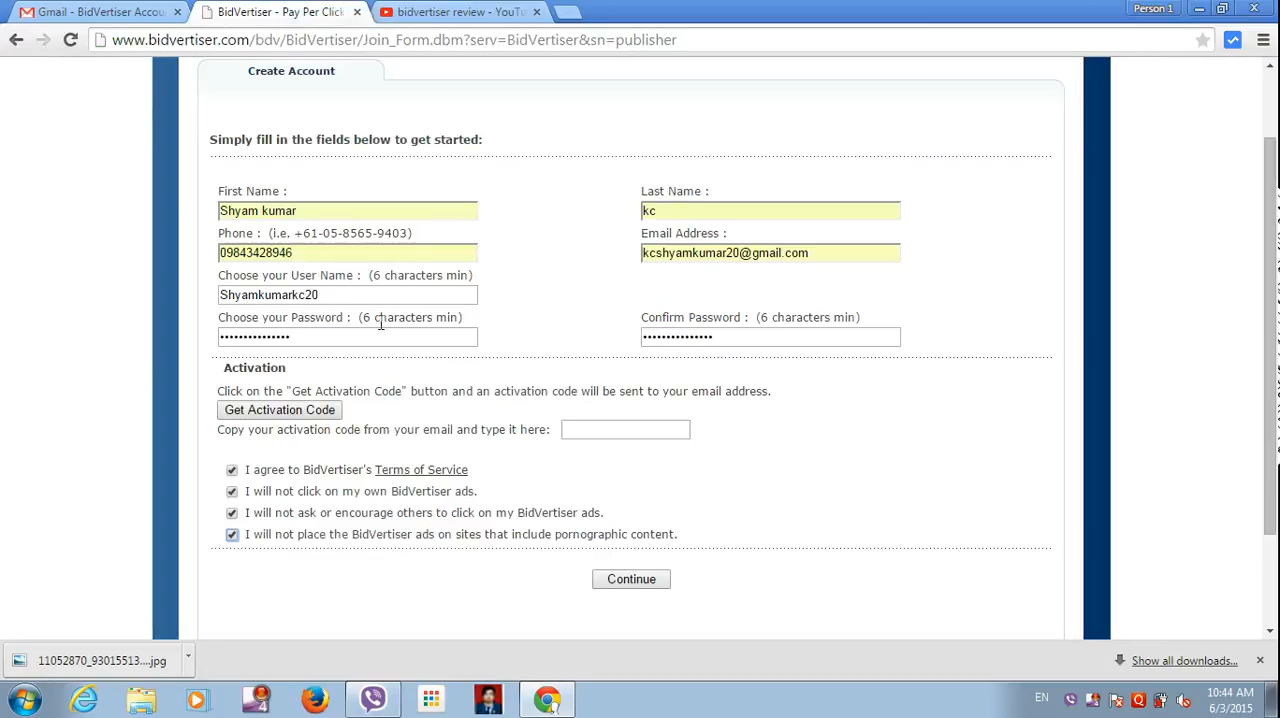 Gmail - BidVertiser Accou
BidVertiser - Pay Per Click
bidvertiser review - YouTu
Person 1
www.bidvertiser.com/bdv/BidVertiser/Join_Form.dbm?serv=BidVertiser&sn=publisher
Create Account
Simply fill in the fields below to get started:
First Name :
Last Name :
Shyam kumar
kc
Phone : (i.e. +61-05-8565-9403)
Email Address :
09843428946
kcshyamkumar20@gmail.com
Choose your User Name : (6 characters min)
Shyamkumarkc20
Choose your Password : (6 characters min)
Confirm Password : (6 characters min)
•••••••••••••••
•••••••••••••••
Activation
Click on the "Get Activation Code" button and an activation code will be sent to your email address.
Get Activation Code
Copy your activation code from your email and type it here:
I agree to BidVertiser's Terms of Service
I will not click on my own BidVertiser ads.
I will not ask or encourage others to click on my BidVertiser ads.
I will not place the BidVertiser ads on sites that include pornographic content.
Continue
11052870_93015513....jpg
Show all downloads...
4
EN
10:44 AM
6/3/2015